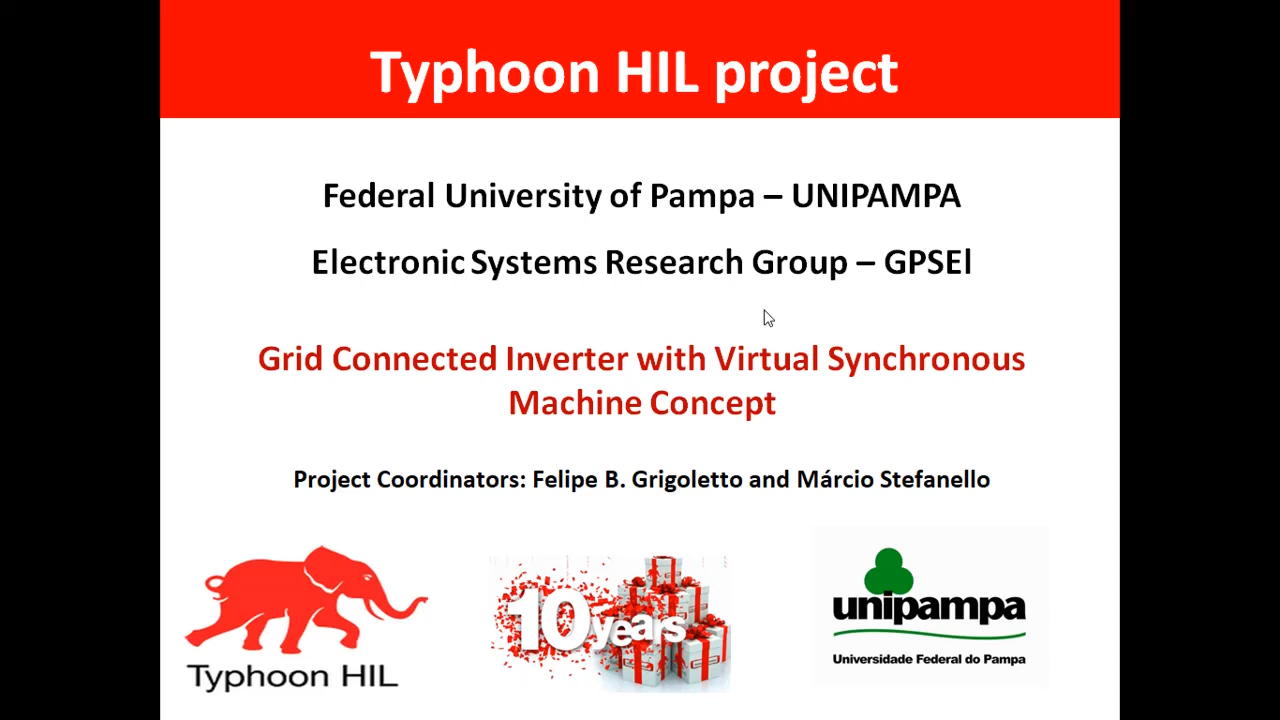 Typhoon HIL project
Federal University of Pampa – UNIPAMPA
Electronic Systems Research Group – GPSEl
Grid Connected Inverter with Virtual Synchronous
Machine Concept
Project Coordinators: Felipe B. Grigoletto and Márcio Stefanello
Typhoon HIL
10 years
unipampa
Universidade Federal do Pampa